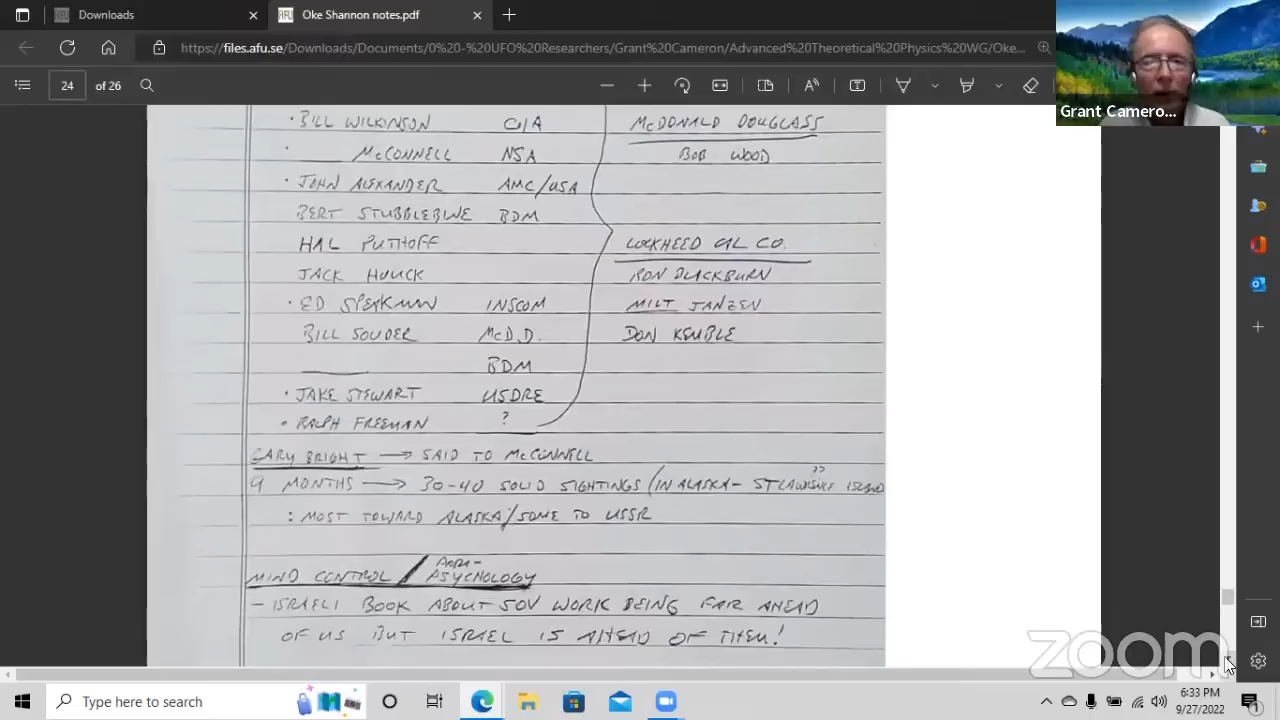 Downloads
Oke Shannon notes.pdf
https://files.afu.se/Downloads/Documents/0%20-%20UFO%20Researchers/Grant%20Cameron/Advanced%20Theoretical%20Physics%20WG/Oke...
24 of 26
Grant Camero...
· BILL WILKINSON CIA McDONALD DOUGLASS
· McCONNELL NSA BOB WOOD
· JOHN ALEXANDER AMC/USA
BERT STUBBLEBINE BDM
HAL PUTHOFF LOCKHEED CAL CO.
JACK HOUCK RON BLACKBURN
· ED SPEAKMAN INSCOM MILT JANZEN
BILL SOUDER McD.D. DON KEUBLE
BDM
· JAKE STEWART USDRE
· RALPH FREEMAN ?
GARY BRIGHT → SAID TO McCONNELL
9 MONTHS → 30-40 SOLID SIGHTINGS (IN ALASKA - ST LAWRENCE ISLAND
: MOST TOWARD ALASKA/SOME TO USSR
MIND CONTROL / PARA-PSYCHOLOGY
- ISRAELI BOOK ABOUT SOV WORK BEING FAIR AHEAD
OF US BUT ISRAEL IS AHEAD OF THEM!
zoom
Type here to search
6:33 PM
9/27/2022